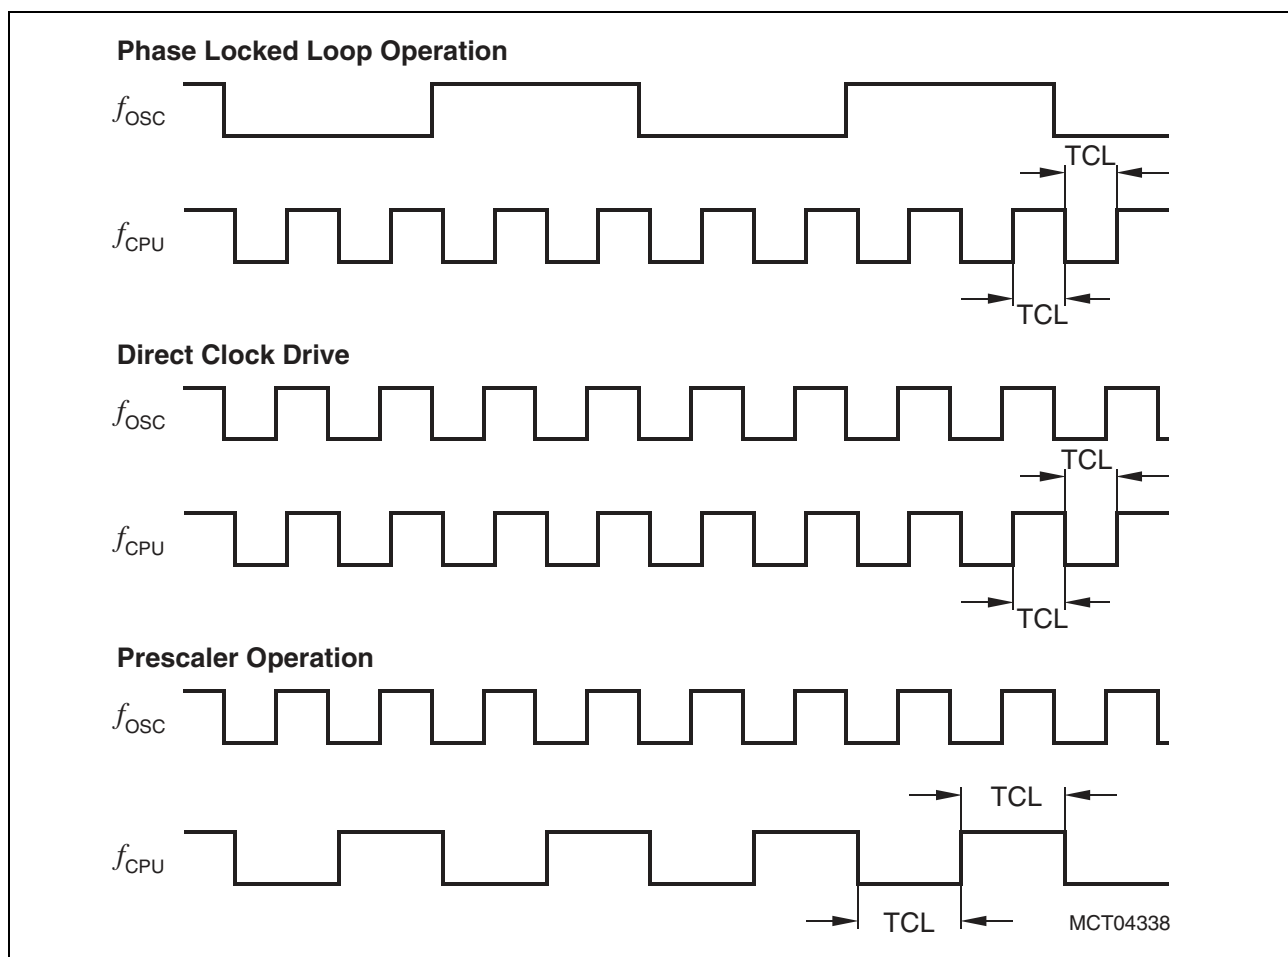 Phase Locked Loop Operation
fOSC
TCL
fCPU
TCL
Direct Clock Drive
fOSC
TCL
fCPU
TCL
Prescaler Operation
fOSC
TCL
fCPU
TCL
MCT04338